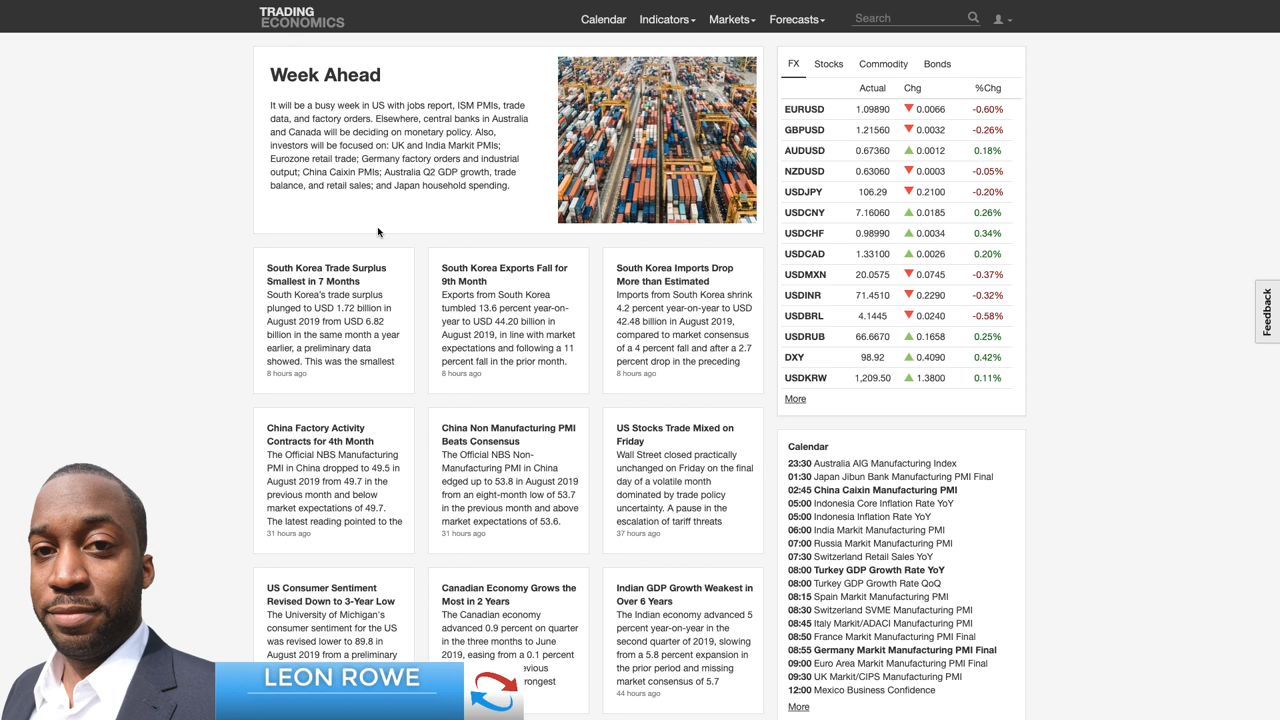 TRADING
ECONOMICS
Calendar
Indicators
Markets
Forecasts
Search
Week Ahead
It will be a busy week in US with jobs report, ISM PMIs, trade
data, and factory orders. Elsewhere, central banks in Australia
and Canada will be deciding on monetary policy. Also,
investors will be focused on: UK and India Markit PMIs;
Eurozone retail trade; Germany factory orders and industrial
output; China Caixin PMIs; Australia Q2 GDP growth, trade
balance, and retail sales; and Japan household spending.
South Korea Trade Surplus
Smallest in 7 Months
South Korea's trade surplus
plunged to USD 1.72 billion in
August 2019 from USD 6.82
billion in the same month a year
earlier, a preliminary data
showed. This was the smallest
8 hours ago
South Korea Exports Fall for
9th Month
Exports from South Korea
tumbled 13.6 percent year-on-
year to USD 44.20 billion in
August 2019, in line with market
expectations and following a 11
percent fall in the prior month.
8 hours ago
South Korea Imports Drop
More than Estimated
Imports from South Korea shrink
4.2 percent year-on-year to USD
42.48 billion in August 2019,
compared to market consensus
of a 4 percent fall and after a 2.7
percent drop in the preceding
8 hours ago
China Factory Activity
Contracts for 4th Month
The Official NBS Manufacturing
PMI in China dropped to 49.5 in
August 2019 from 49.7 in the
previous month and below
market expectations of 49.7.
The latest reading pointed to the
31 hours ago
China Non Manufacturing PMI
Beats Consensus
The Official NBS Non-
Manufacturing PMI in China
edged up to 53.8 in August 2019
from an eight-month low of 53.7
in the previous month and above
market expectations of 53.6.
31 hours ago
US Stocks Trade Mixed on
Friday
Wall Street closed practically
unchanged on Friday on the final
day of a volatile month
dominated by trade policy
uncertainty. A pause in the
escalation of tariff threats
37 hours ago
US Consumer Sentiment
Revised Down to 3-Year Low
The University of Michigan's
consumer sentiment for the US
was revised lower to 89.8 in
August 2019 from a preliminary
Canadian Economy Grows the
Most in 2 Years
The Canadian economy
advanced 0.9 percent on quarter
in the three months to June
2019, easing from a 0.1 percent
evious
rongest
Indian GDP Growth Weakest in
Over 6 Years
The Indian economy advanced 5
percent year-on-year in the
second quarter of 2019, slowing
from a 5.8 percent expansion in
the prior period and missing
market consensus of 5.7
44 hours ago
FX Stocks Commodity Bonds
Actual Chg %Chg
EURUSD 1.09890 0.0066 -0.60%
GBPUSD 1.21560 0.0032 -0.26%
AUDUSD 0.67360 0.0012 0.18%
NZDUSD 0.63060 0.0003 -0.05%
USDJPY 106.29 0.2100 -0.20%
USDCNY 7.16060 0.0185 0.26%
USDCHF 0.98990 0.0034 0.34%
USDCAD 1.33100 0.0026 0.20%
USDMXN 20.0575 0.0745 -0.37%
USDINR 71.4510 0.2290 -0.32%
USDBRL 4.1445 0.0240 -0.58%
USDRUB 66.6670 0.1658 0.25%
DXY 98.92 0.4090 0.42%
USDKRW 1,209.50 1.3800 0.11%
More
Calendar
23:30 Australia AIG Manufacturing Index
01:30 Japan Jibun Bank Manufacturing PMI Final
02:45 China Caixin Manufacturing PMI
05:00 Indonesia Core Inflation Rate YoY
05:00 Indonesia Inflation Rate YoY
06:00 India Markit Manufacturing PMI
07:00 Russia Markit Manufacturing PMI
07:30 Switzerland Retail Sales YoY
08:00 Turkey GDP Growth Rate YoY
08:00 Turkey GDP Growth Rate QoQ
08:15 Spain Markit Manufacturing PMI
08:30 Switzerland SVME Manufacturing PMI
08:45 Italy Markit/ADACI Manufacturing PMI
08:50 France Markit Manufacturing PMI Final
08:55 Germany Markit Manufacturing PMI Final
09:00 Euro Area Markit Manufacturing PMI Final
09:30 UK Markit/CIPS Manufacturing PMI
12:00 Mexico Business Confidence
More
Feedback
LEON ROWE